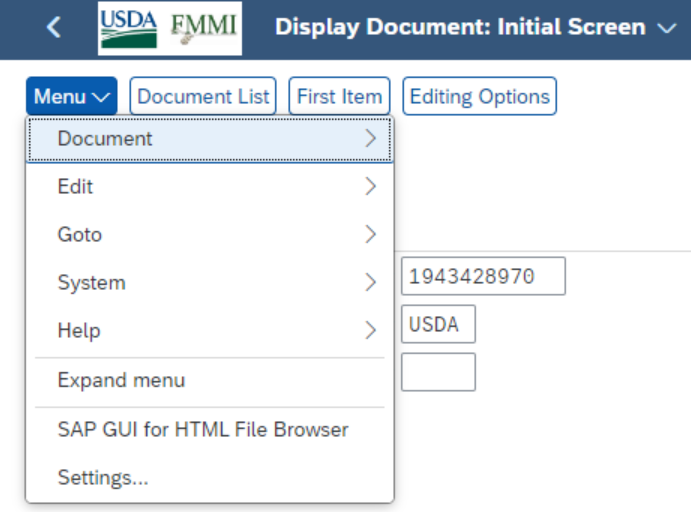 USDA FMMI Display Document: Initial Screen
Menu Document List First Item Editing Options
Document
Edit
Goto
System
1943428970
Help
USDA
Expand menu
SAP GUI for HTML File Browser
Settings...